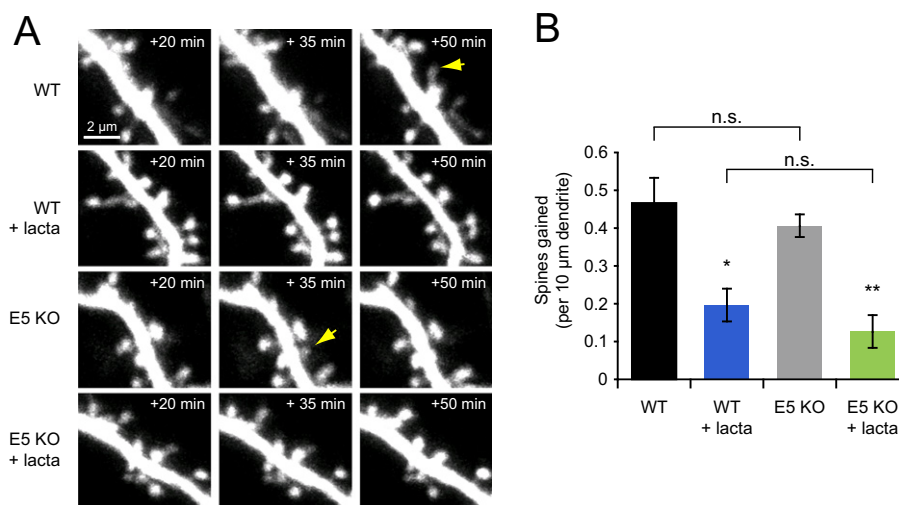 A
WT
+20 min
+ 35 min
+50 min
2 µm
WT
+ lacta
+20 min
+ 35 min
+50 min
E5 KO
+20 min
+ 35 min
+50 min
E5 KO
+ lacta
+20 min
+ 35 min
+50 min
B
n.s.
n.s.
Spines gained
(per 10 µm dendrite)
0.6
0.5
0.4
0.3
0.2
0.1
0
*
**
WT
WT
+ lacta
E5 KO
E5 KO
+ lacta